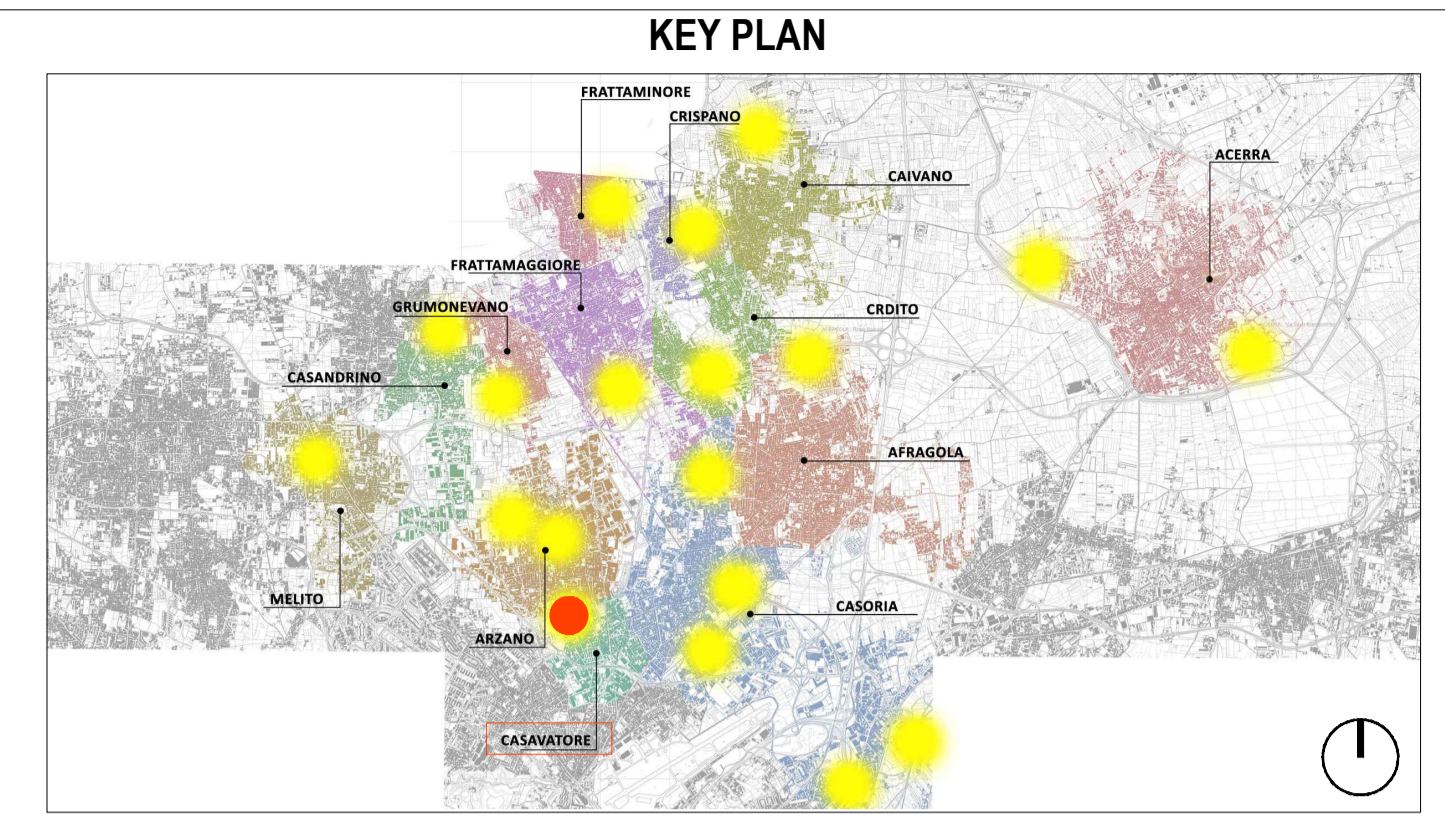 KEY PLAN
FRATTAMINORE
CRISPANO
ACERRA
CAIVANO
FRATTAMAGGIORE
GRUMONEVANO
CRDITO
CASANDRINO
AFRAGOLA
MELITO
CASORIA
ARZANO
CASAVATORE